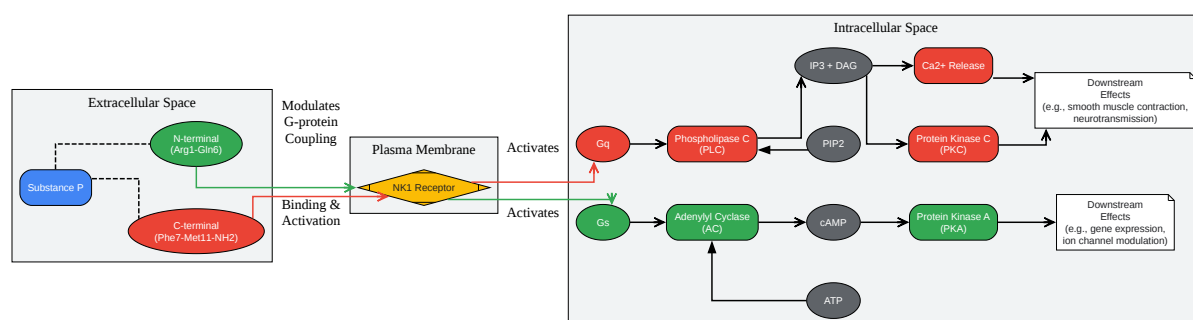 Extracellular Space
Substance P
N-terminal
(Arg1-Gln6)
C-terminal
(Phe7-Met11-NH2)
Modulates
G-protein
Coupling
Binding &
Activation
Plasma Membrane
NK1 Receptor
Activates
Activates
Intracellular Space
Gq
Phospholipase C
(PLC)
IP3 + DAG
PIP2
Ca2+ Release
Protein Kinase C
(PKC)
Downstream
Effects
(e.g., smooth muscle contraction,
neurotransmission)
Gs
Adenylyl Cyclase
(AC)
cAMP
ATP
Protein Kinase A
(PKA)
Downstream
Effects
(e.g., gene expression,
ion channel modulation)